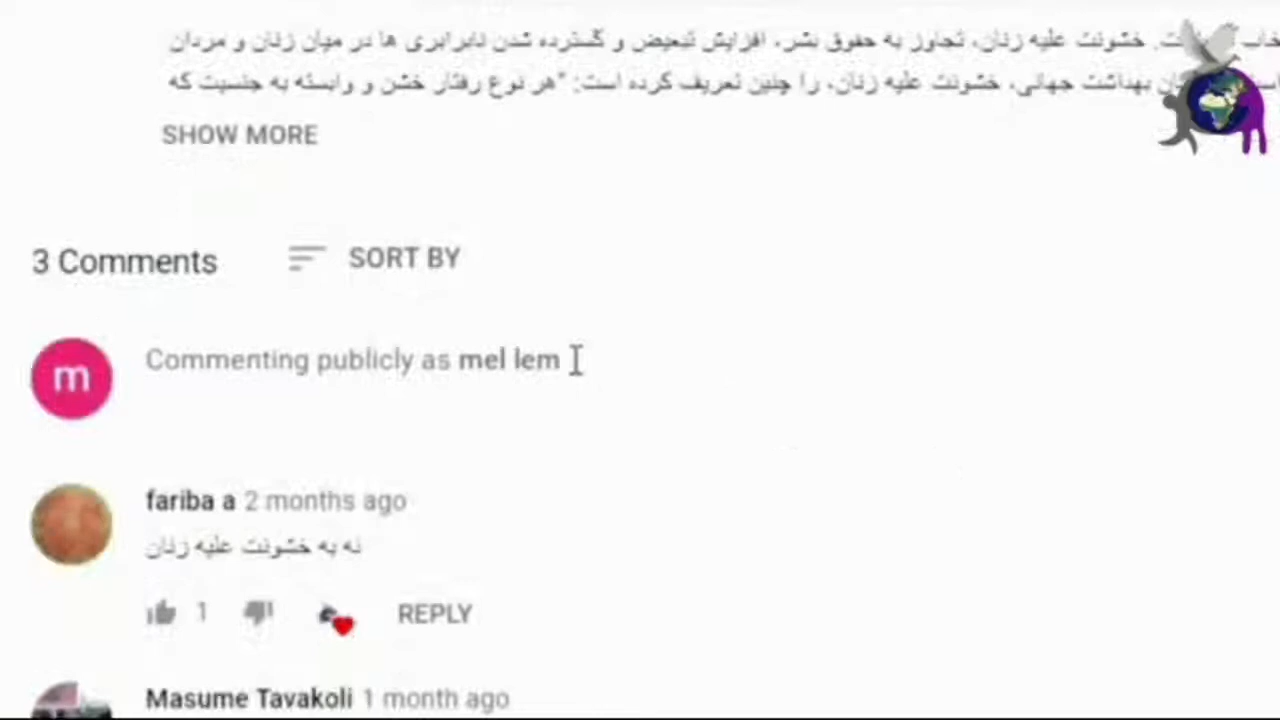 خشونت علیه زنان، تجاوز به حقوق بشر، افزایش تبعیض و گسترده شدن نابرابری ها در میان زنان و مردان
بهداشت جهانی، خشونت علیه زنان، را چنین تعریف کرده است: "هر نوع رفتار خشن و وابسته به جنسیت که
SHOW MORE
3 Comments SORT BY
m Commenting publicly as mel lem
fariba a 2 months ago
نه به خشونت علیه زنان
1 REPLY
Masume Tavakoli 1 month ago